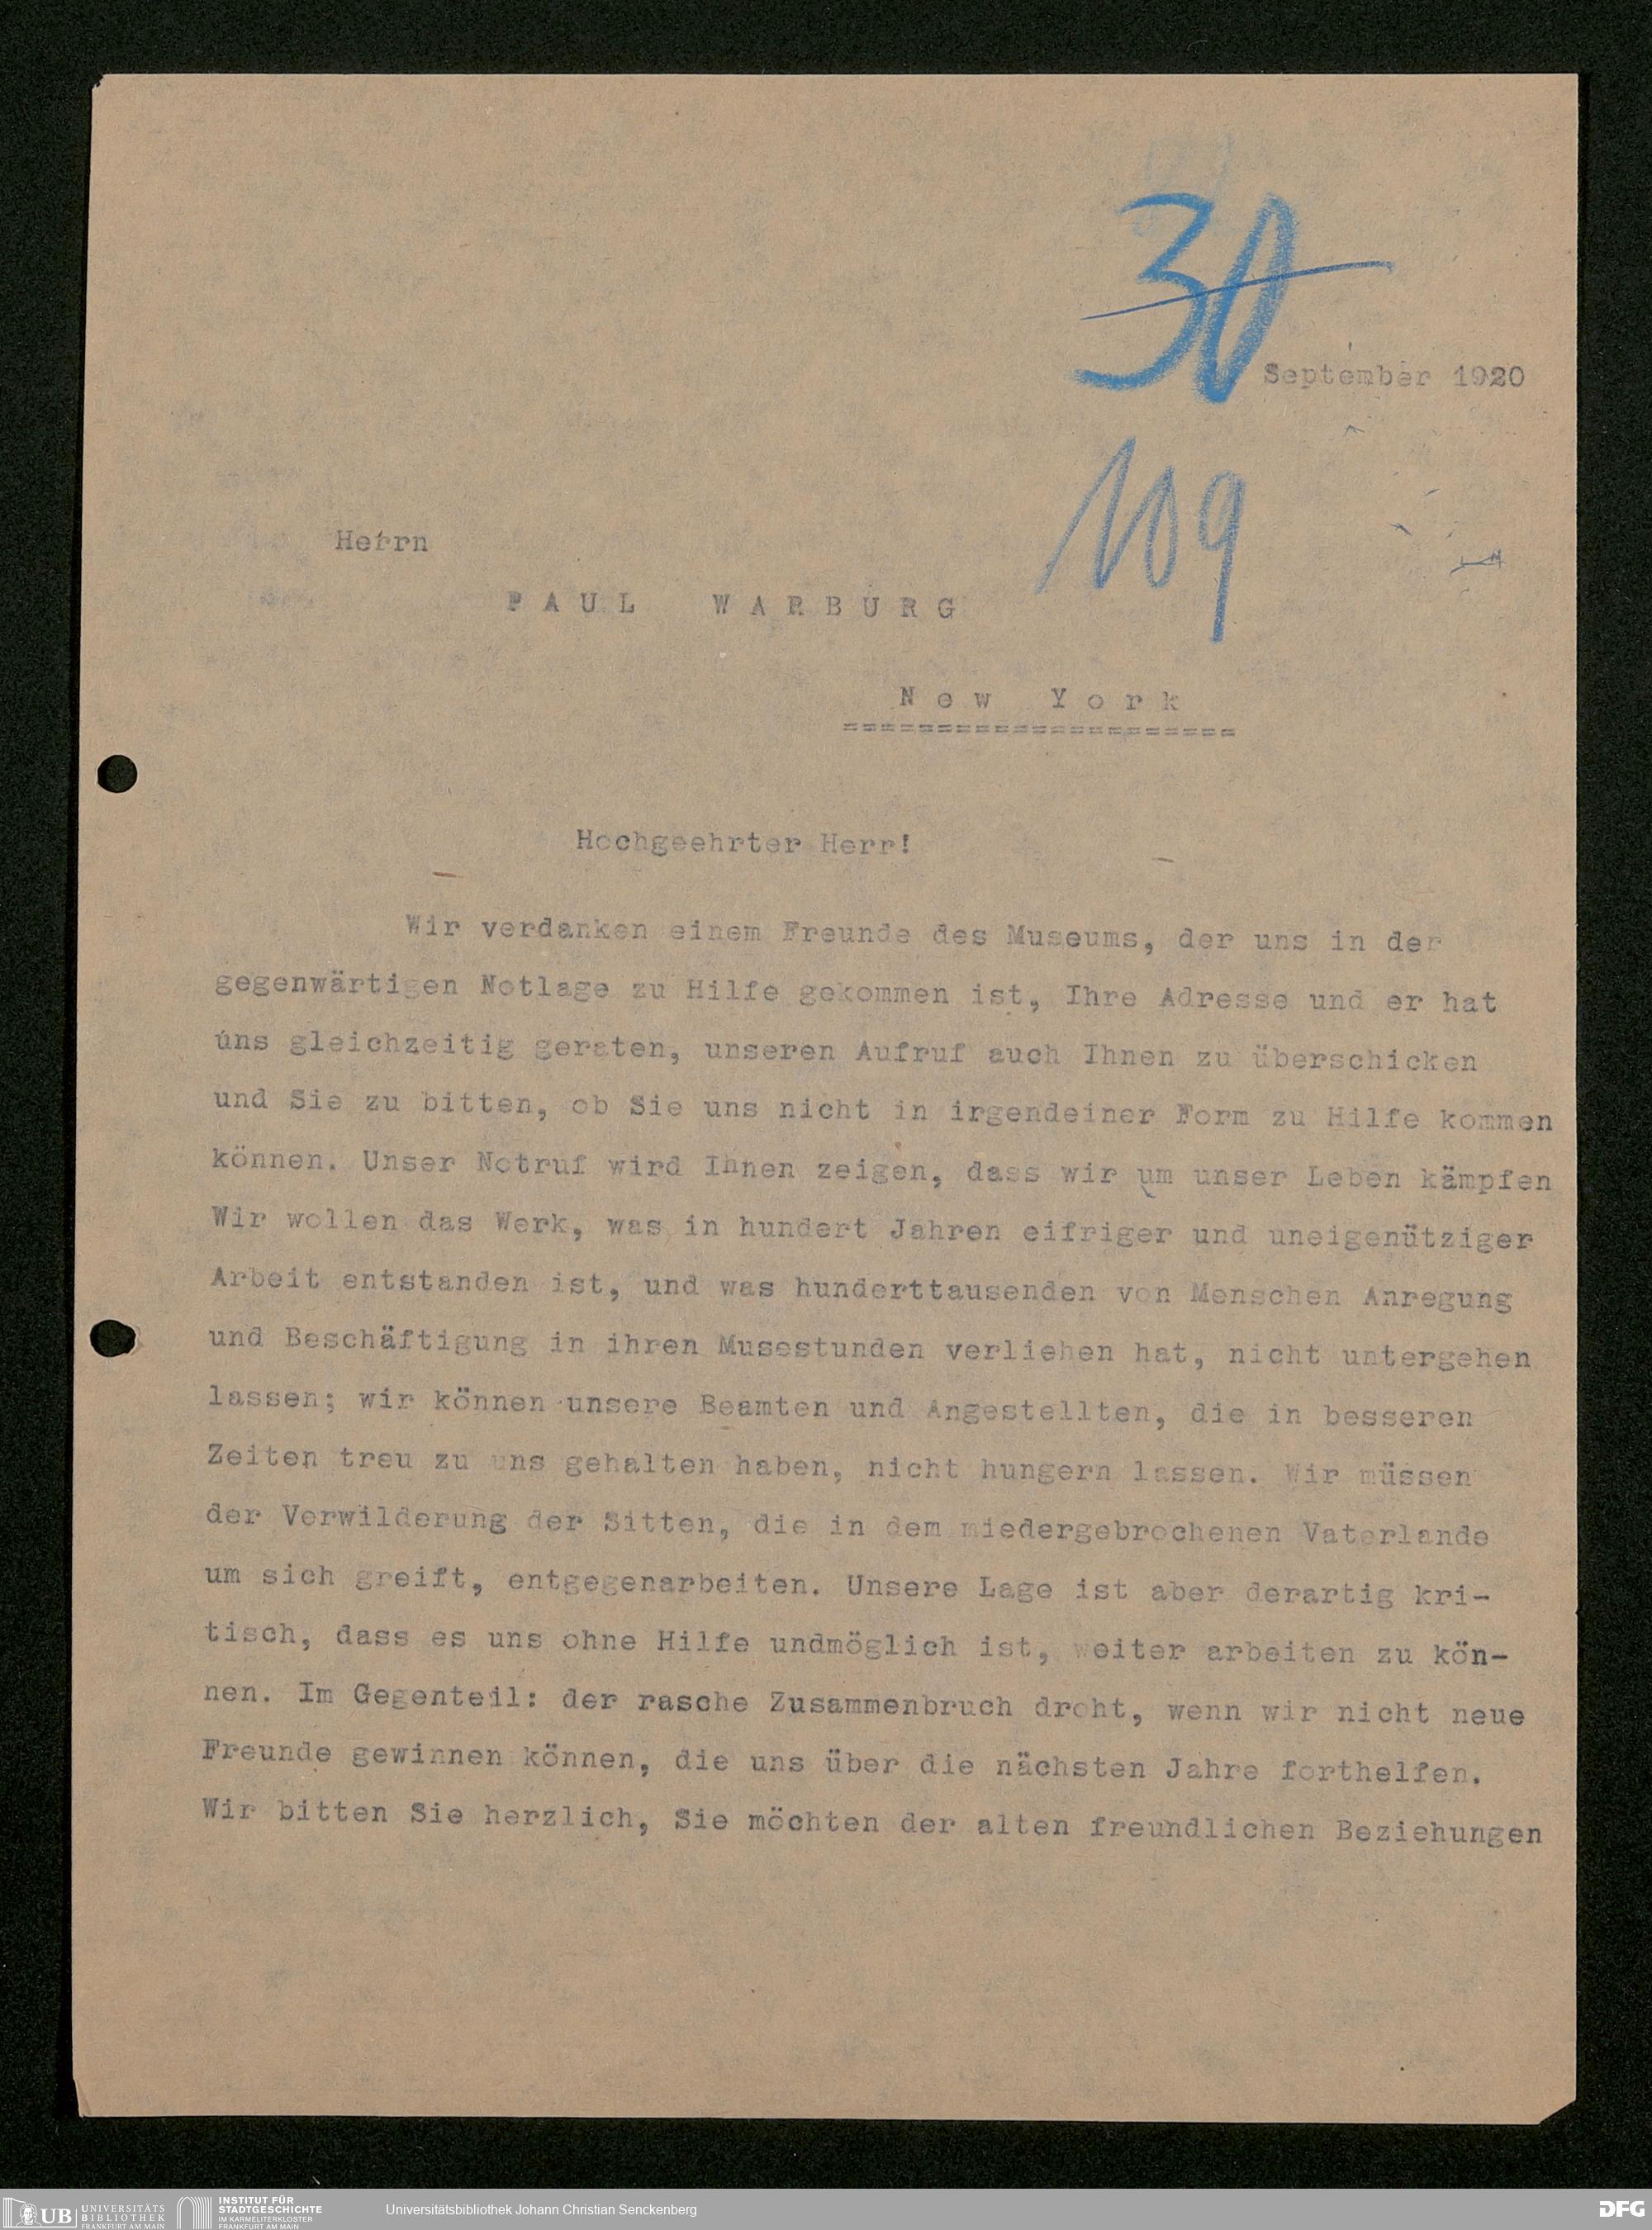 30
September 1920
109
Herrn
PAUL WARBURG
New York
=====================
Hochgeehrter Herr!
Wir verdanken einem Freunde des Museums, der uns in der
gegenwärtigen Notlage zu Hilfe gekommen ist, Ihre Adresse und er hat
uns gleichzeitig geraten, unseren Aufruf auch Ihnen zu überschicken
und Sie zu bitten, ob Sie uns nicht in irgendeiner Form zu Hilfe kommen
können. Unser Notruf wird Ihnen zeigen, dass wir um unser Leben kämpfen
Wir wollen das Werk, was in hundert Jahren eifriger und uneigenütziger
Arbeit entstanden ist, und was hunderttausenden von Menschen Anregung
und Beschäftigung in ihren Musestunden verliehen hat, nicht untergehen
lassen; wir können unsere Beamten und Angestellten, die in besseren
Zeiten treu zu uns gehalten haben, nicht hungern lassen. Wir müssen
der Verwilderung der Sitten, die in dem niedergebrochenen Vaterlande
um sich greift, entgegenarbeiten. Unsere Lage ist aber derartig kri-
tisch, dass es uns ohne Hilfe undmöglich ist, weiter arbeiten zu kön-
nen. Im Gegenteil: der rasche Zusammenbruch droht, wenn wir nicht neue
Freunde gewinnen können, die uns über die nächsten Jahre forthelfen.
Wir bitten Sie herzlich, Sie möchten der alten freundlichen Beziehungen
UB
UNIVERSITÄTS
BIBLIOTHEK
FRANKFURT AM MAIN
INSTITUT FÜR
STADTGESCHICHTE
IM KARMELITERKLOSTER
FRANKFURT AM MAIN
Universitätsbibliothek Johann Christian Senckenberg
DFG